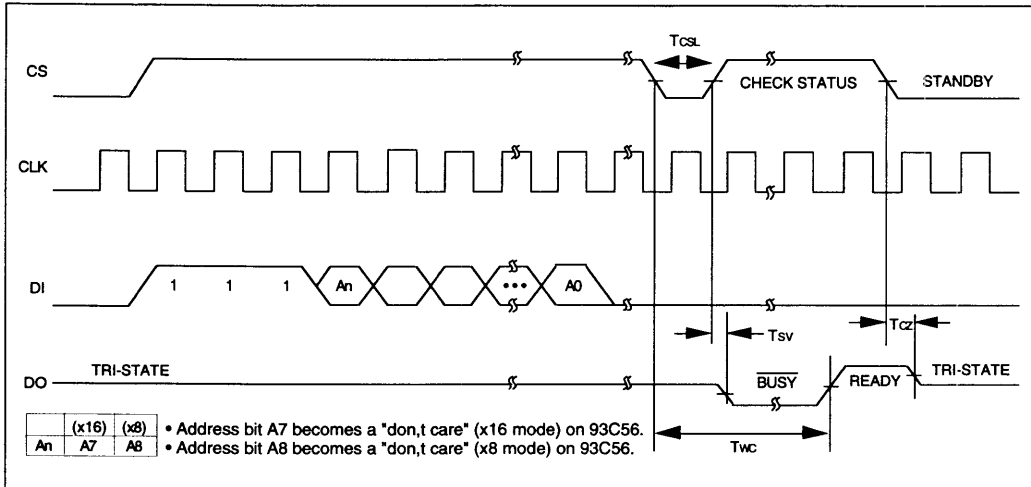 TCSL
CS
CHECK STATUS
STANDBY
CLK
DI
1 1 1 An ••• A0
TSV
TCZ
TRI-STATE
DO
BUSY
READY
TRI-STATE
TWC
(x16) (x8)
An A7 A8
• Address bit A7 becomes a "don,t care" (x16 mode) on 93C56.
• Address bit A8 becomes a "don,t care" (x8 mode) on 93C56.